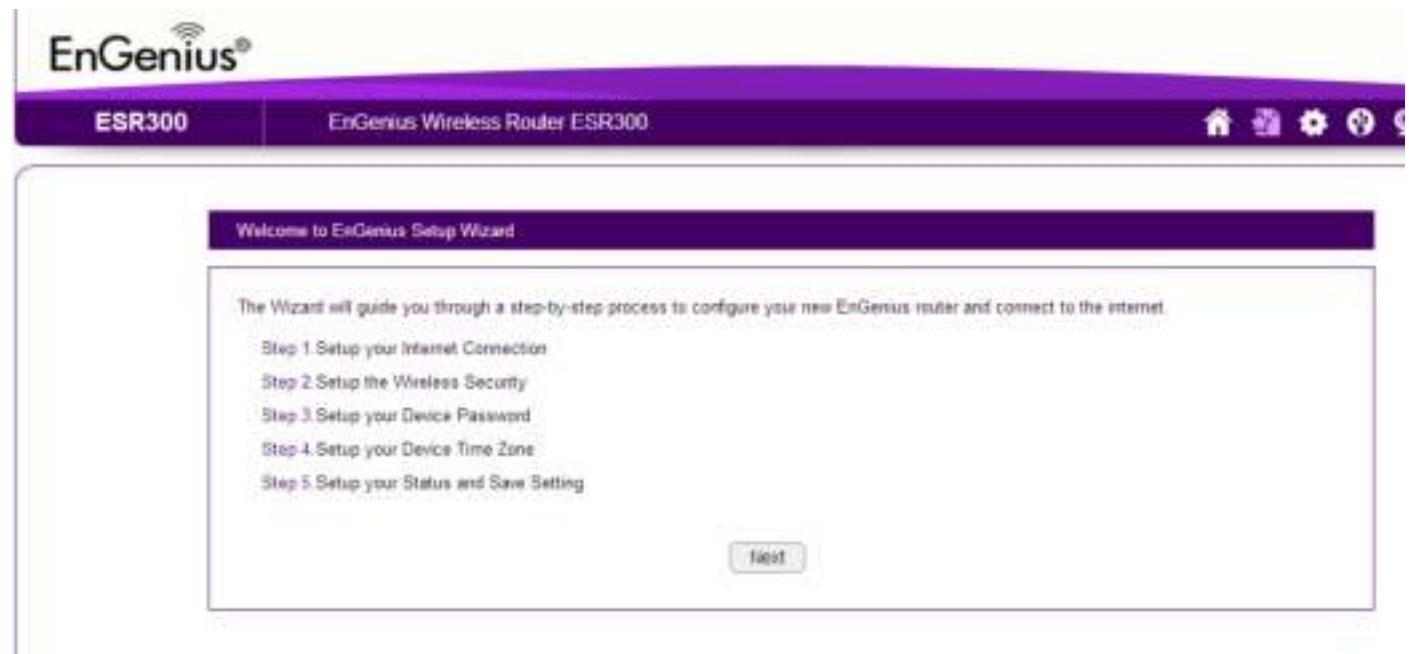 EnGenius®
ESR300
EnGenius Wireless Router ESR300
Welcome to EnGenius Setup Wizard
The Wizard will guide you through a step-by-step process to configure your new EnGenius router and connect to the internet.
Step 1.Setup your Internet Connection
Step 2.Setup the Wireless Security
Step 3.Setup your Device Password
Step 4.Setup your Device Time Zone
Step 5.Setup your Status and Save Setting
Next